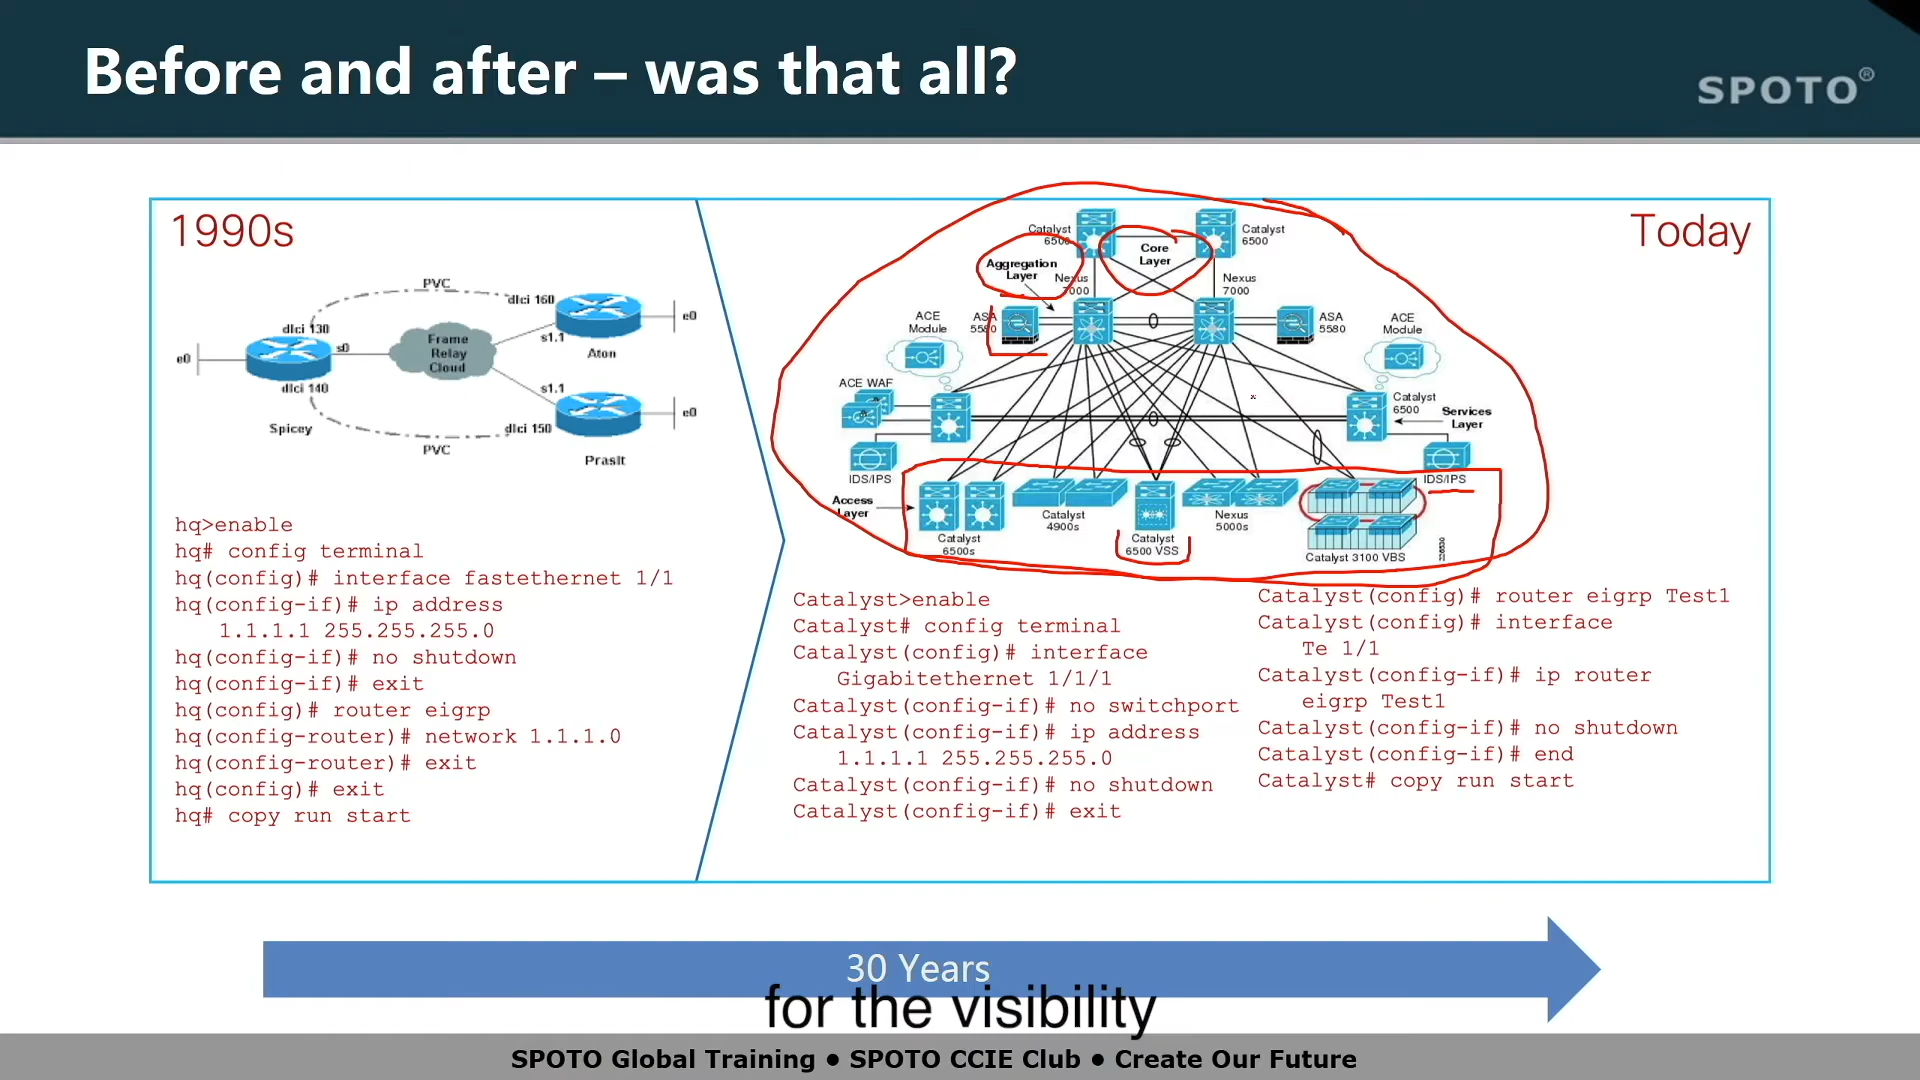 Before and after – was that all?
SPOTO®
1990s
PVC
dlci 160
dlci 130
e0
s0
Frame
Relay
Cloud
s1.1
e0
Aton
dlci 140
s1.1
e0
Spicey
dlci 150
PVC
Prasit
hq>enable
hq# config terminal
hq(config)# interface fastethernet 1/1
hq(config-if)# ip address
1.1.1.1 255.255.255.0
hq(config-if)# no shutdown
hq(config-if)# exit
hq(config)# router eigrp
hq(config-router)# network 1.1.1.0
hq(config-router)# exit
hq(config)# exit
hq# copy run start
Today
Catalyst
6500
Core
Layer
Catalyst
6500
Aggregation
Layer
Nexus
7000
Nexus
7000
ACE
Module
ASA
5580
ASA
5580
ACE
Module
ACE WAF
Catalyst
6500
Services
Layer
IDS/IPS
IDS/IPS
Access
Layer
Catalyst
6500s
Catalyst
4900s
Catalyst
6500 VSS
Nexus
5000s
Catalyst 3100 VBS
Catalyst>enable
Catalyst# config terminal
Catalyst(config)# interface
Gigabitethernet 1/1/1
Catalyst(config-if)# no switchport
Catalyst(config-if)# ip address
1.1.1.1 255.255.255.0
Catalyst(config-if)# no shutdown
Catalyst(config-if)# exit
Catalyst(config)# router eigrp Test1
Catalyst(config)# interface
Te 1/1
Catalyst(config-if)# ip router
eigrp Test1
Catalyst(config-if)# no shutdown
Catalyst(config-if)# end
Catalyst# copy run start
30 Years
for the visibility
SPOTO Global Training ● SPOTO CCIE Club ● Create Our Future